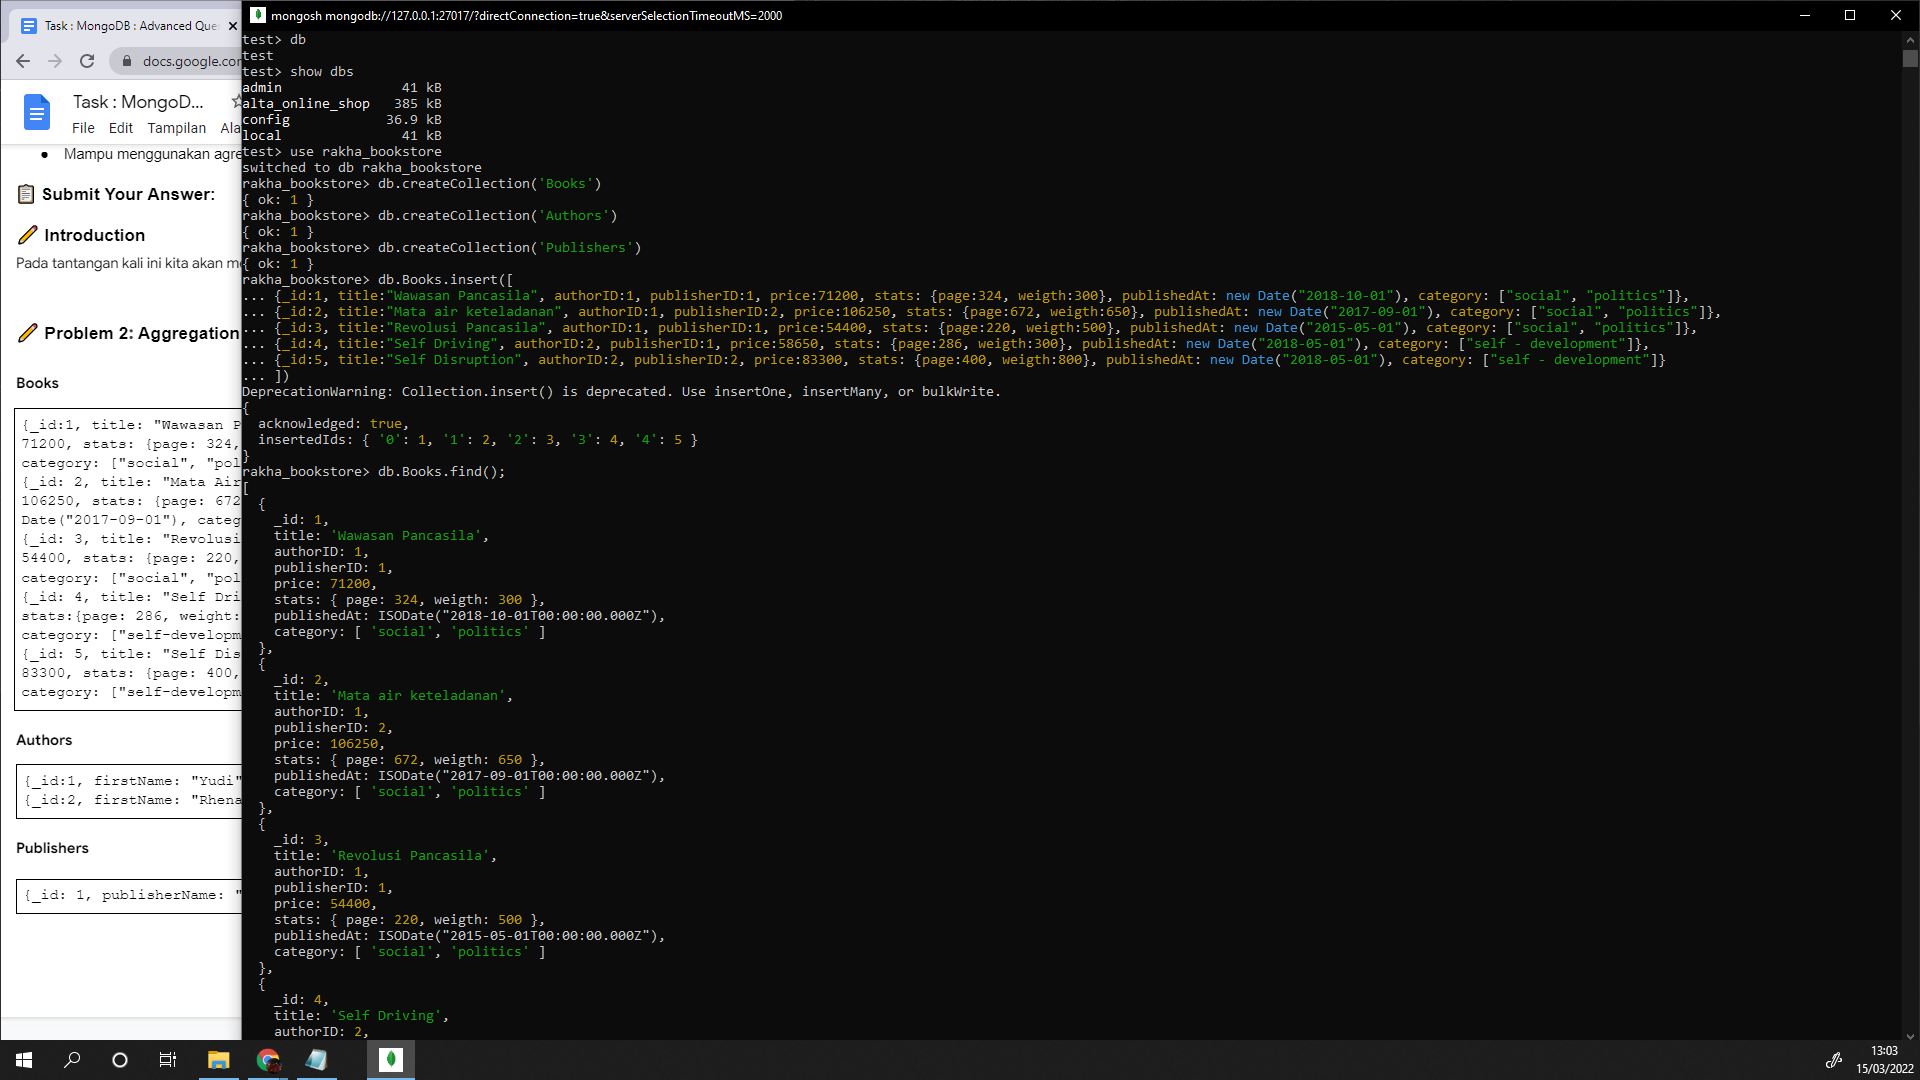 Task : MongoDB : Advanced Que
docs.google.com
Task : MongoD...
File Edit Tampilan
Mampu menggunakan
Submit Your Answer:
Introduction
Pada tantangan kali ini kita akan
Problem 2: Aggregation
Books
{_id:1, title: "Wawasan P
71200, stats: {page: 324,
category: ["social", "pol
{_id: 2, title: "Mata Air
106250, stats: {page: 672
Date("2017-09-01"), categ
{_id: 3, title: "Revolusi
54400, stats: {page: 220,
category: ["social", "pol
{_id: 4, title: "Self Dri
stats:{page: 286, weight:
category: ["self-developm
{_id: 5, title: "Self Dis
83300, stats: {page: 400,
category: ["self-developm
Authors
{_id:1, firstName: "Yudi"
{_id:2, firstName: "Rhena
Publishers
{_id: 1, publisherName: "
mongosh mongodb://127.0.0.1:27017/?directConnection=true&serverSelectionTimeoutMS=2000
test> db
test
test> show dbs
admin 41 kB
alta_online_shop 385 kB
config 36.9 kB
local 41 kB
test> use rakha_bookstore
switched to db rakha_bookstore
rakha_bookstore> db.createCollection('Books')
{ ok: 1 }
rakha_bookstore> db.createCollection('Authors')
{ ok: 1 }
rakha_bookstore> db.createCollection('Publishers')
{ ok: 1 }
rakha_bookstore> db.Books.insert([
... {_id:1, title:"Wawasan Pancasila", authorID:1, publisherID:1, price:71200, stats: {page:324, weigth:300}, publishedAt: new Date("2018-10-01"), category: ["social", "politics"]},
... {_id:2, title:"Mata air keteladanan", authorID:1, publisherID:2, price:106250, stats: {page:672, weigth:650}, publishedAt: new Date("2017-09-01"), category: ["social", "politics"]},
... {_id:3, title:"Revolusi Pancasila", authorID:1, publisherID:1, price:54400, stats: {page:220, weigth:500}, publishedAt: new Date("2015-05-01"), category: ["social", "politics"]},
... {_id:4, title:"Self Driving", authorID:2, publisherID:1, price:58650, stats: {page:286, weigth:300}, publishedAt: new Date("2018-05-01"), category: ["self - development"]},
... {_id:5, title:"Self Disruption", authorID:2, publisherID:2, price:83300, stats: {page:400, weigth:800}, publishedAt: new Date("2018-05-01"), category: ["self - development"]}
... ])
DeprecationWarning: Collection.insert() is deprecated. Use insertOne, insertMany, or bulkWrite.
{
acknowledged: true,
insertedIds: { '0': 1, '1': 2, '2': 3, '3': 4, '4': 5 }
}
rakha_bookstore> db.Books.find();
[
{
_id: 1,
title: 'Wawasan Pancasila',
authorID: 1,
publisherID: 1,
price: 71200,
stats: { page: 324, weigth: 300 },
publishedAt: ISODate("2018-10-01T00:00:00.000Z"),
category: [ 'social', 'politics' ]
},
{
_id: 2,
title: 'Mata air keteladanan',
authorID: 1,
publisherID: 2,
price: 106250,
stats: { page: 672, weigth: 650 },
publishedAt: ISODate("2017-09-01T00:00:00.000Z"),
category: [ 'social', 'politics' ]
},
{
_id: 3,
title: 'Revolusi Pancasila',
authorID: 1,
publisherID: 1,
price: 54400,
stats: { page: 220, weigth: 500 },
publishedAt: ISODate("2015-05-01T00:00:00.000Z"),
category: [ 'social', 'politics' ]
},
{
_id: 4,
title: 'Self Driving',
authorID: 2,
13:03
15/03/2022